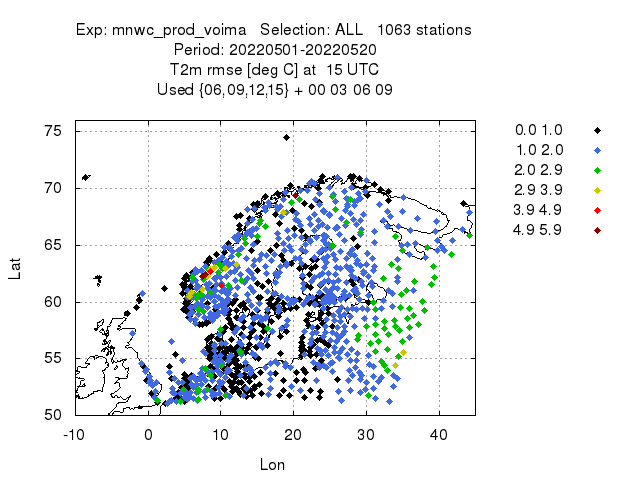 Exp: mnwc_prod_voima   Selection: ALL   1063 stations
Period: 20220501-20220520
T2m rmse [deg C] at  15 UTC
Used {06,09,12,15} + 00 03 06 09
0.0 1.0
1.0 2.0
2.0 2.9
2.9 3.9
3.9 4.9
4.9 5.9
75
70
65
60
55
50
Lat
-10 0 10 20 30 40
Lon